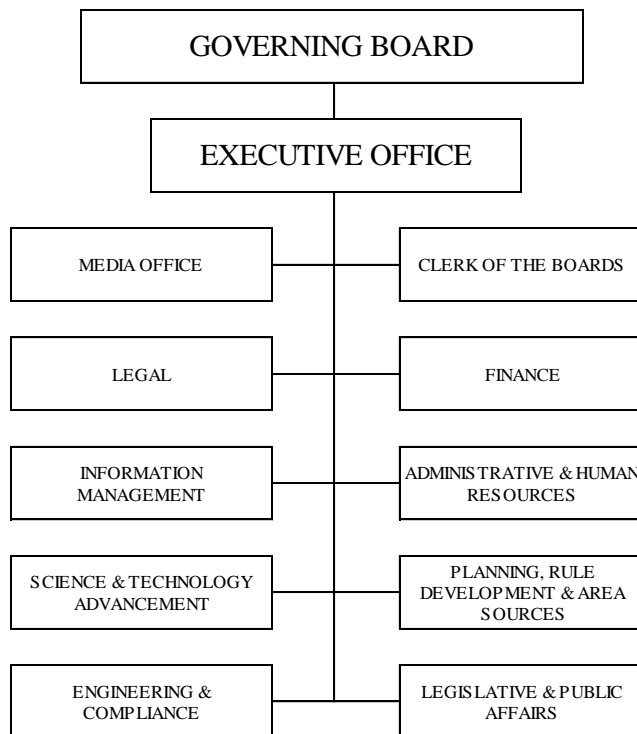 GOVERNING BOARD
EXECUTIVE OFFICE
MEDIA OFFICE
CLERK OF THE BOARDS
LEGAL
FINANCE
INFORMATION
MANAGEMENT
ADMINISTRATIVE & HUMAN
RESOURCES
SCIENCE & TECHNOLOGY
ADVANCEMENT
PLANNING, RULE
DEVELOPMENT & AREA
SOURCES
ENGINEERING &
COMPLIANCE
LEGISLATIVE & PUBLIC
AFFAIRS